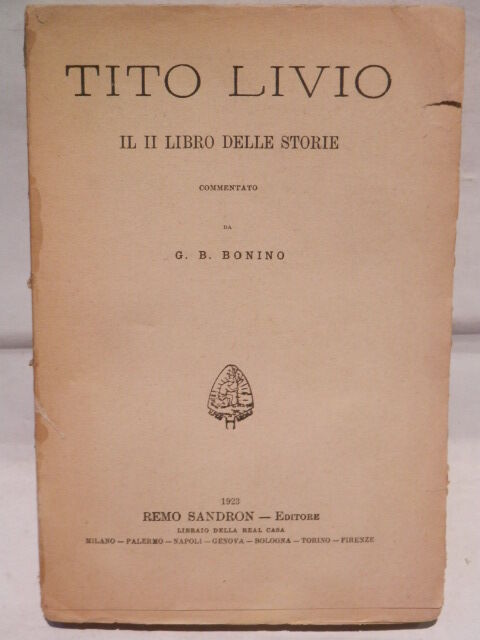 TITO LIVIO
IL II LIBRO DELLE STORIE
COMMENTATO
DA
G. B. BONINO
1923
REMO SANDRON — EDITORE
LIBRAIO DELLA REAL CASA
MILANO — PALERMO — NAPOLI — GENOVA — BOLOGNA — TORINO — FIRENZE